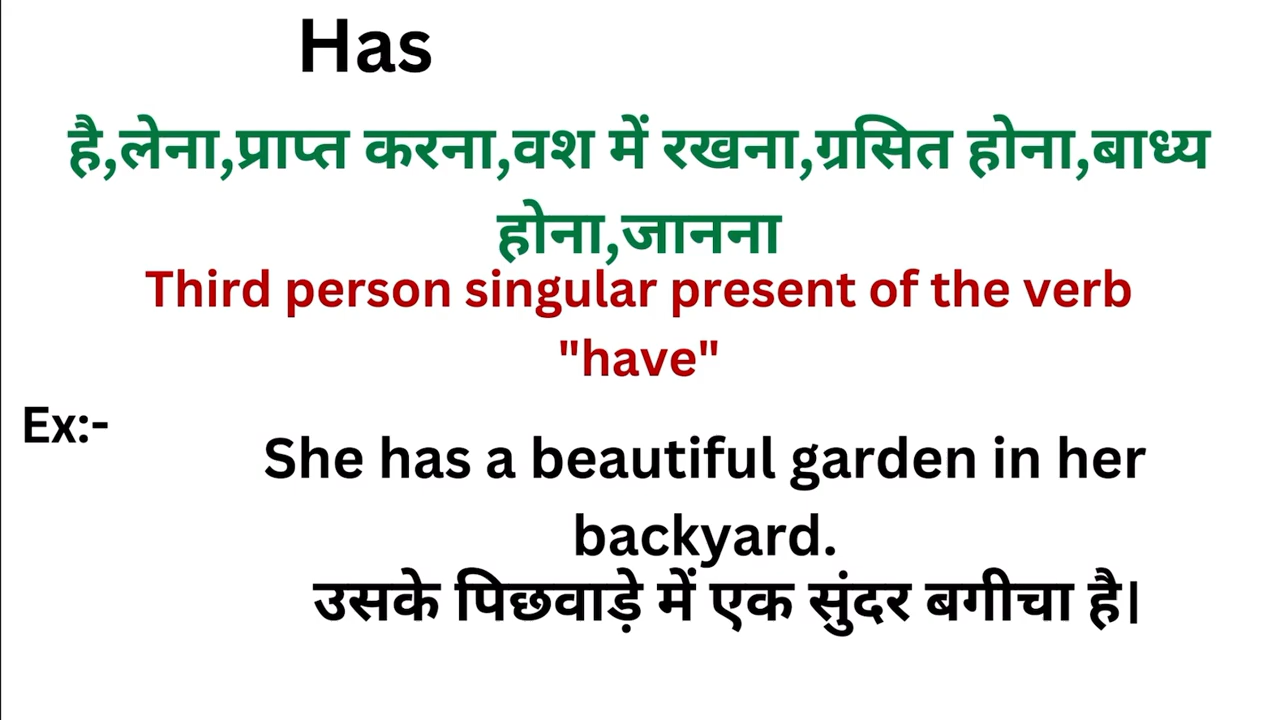 Has
है,लेना,प्राप्त करना,वश में रखना,ग्रसित होना,बाध्य
होना,जानना
Third person singular present of the verb
"have"
Ex:-
She has a beautiful garden in her
backyard.
उसके पिछवाड़े में एक सुंदर बगीचा है।